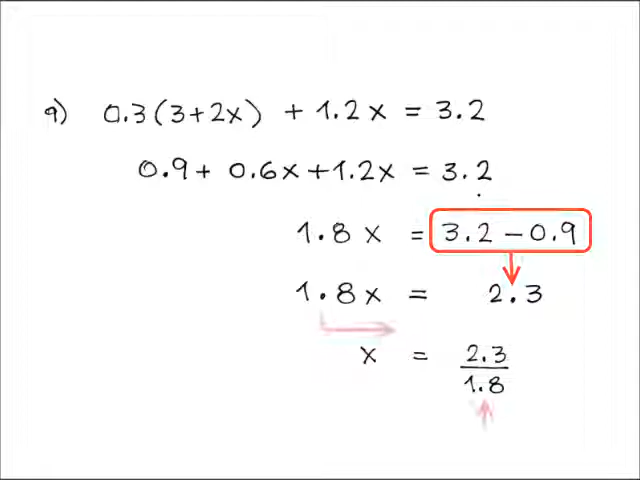 9) 0.3(3+2x) + 1.2x = 3.2
0.9+ 0.6x+1.2x = 3.2
1.8x = 3.2-0.9
1.8x = 2.3
x = 2.3/1.8